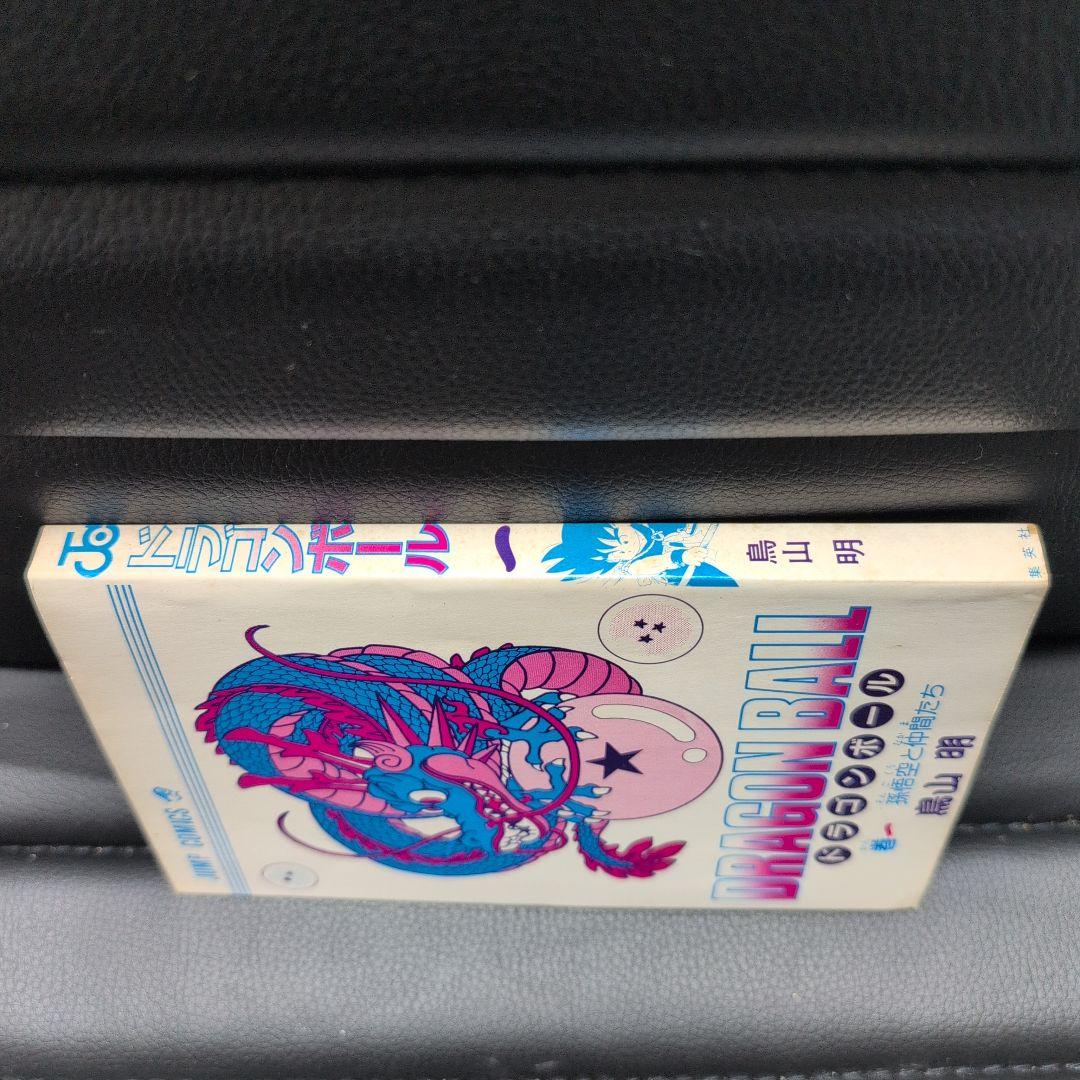 JC
ドラゴンボール
一
鳥山明
集英社
JUMP COMICS
DRAGON BALL
ドラゴンボール
巻一
孫悟空と仲間たち
鳥山明